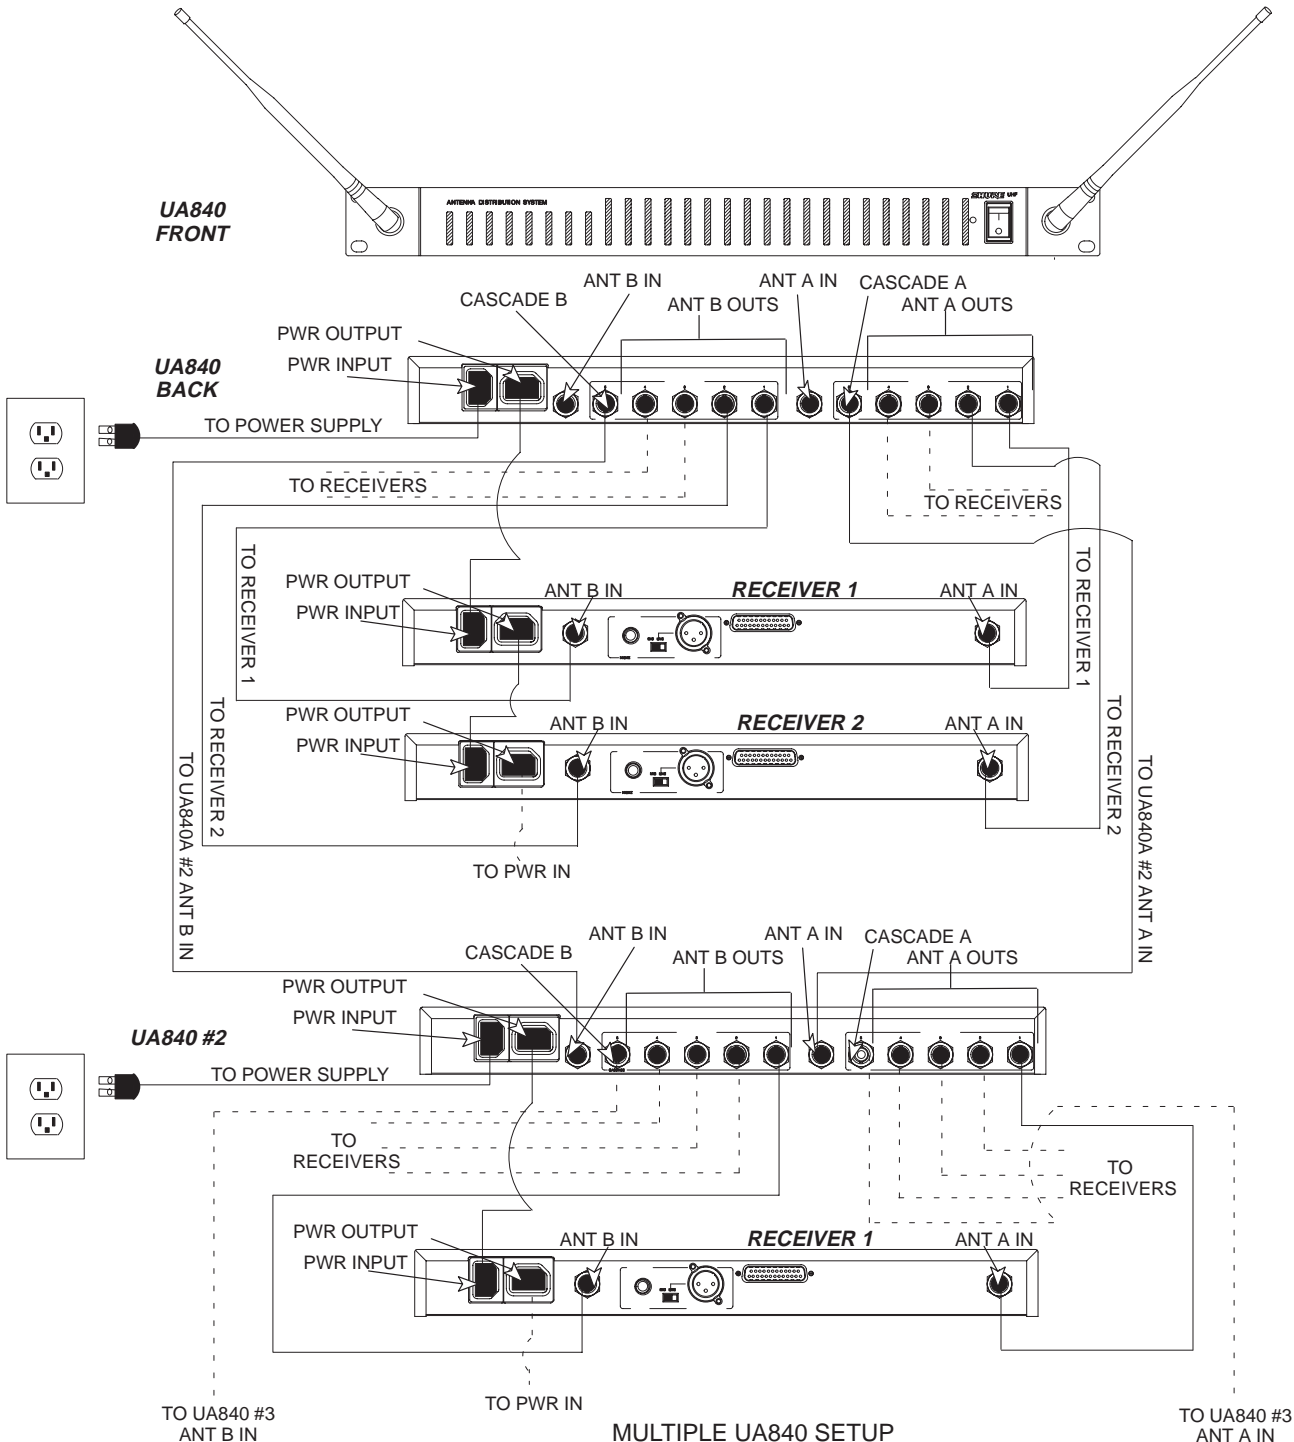 UA840
FRONT
ANTENNA DISTRIBUTION SYSTEM
SHURE UHF
ANT B IN
ANT A IN
CASCADE A
CASCADE B
ANT B OUTS
ANT A OUTS
PWR OUTPUT
PWR INPUT
UA840
BACK
TO POWER SUPPLY
TO RECEIVERS
TO RECEIVERS
TO RECEIVER 1
TO RECEIVER 1
PWR OUTPUT
PWR INPUT
ANT B IN
RECEIVER 1
ANT A IN
TO RECEIVER 2
TO RECEIVER 2
PWR OUTPUT
PWR INPUT
ANT B IN
RECEIVER 2
ANT A IN
TO UA840A #2 ANT B IN
TO UA840A #2 ANT A IN
TO PWR IN
ANT B IN
ANT A IN
CASCADE A
CASCADE B
ANT B OUTS
ANT A OUTS
PWR OUTPUT
PWR INPUT
UA840 #2
TO POWER SUPPLY
TO
RECEIVERS
TO
RECEIVERS
PWR OUTPUT
PWR INPUT
ANT B IN
RECEIVER 1
ANT A IN
TO PWR IN
TO UA840 #3
ANT B IN
MULTIPLE UA840 SETUP
TO UA840 #3
ANT A IN